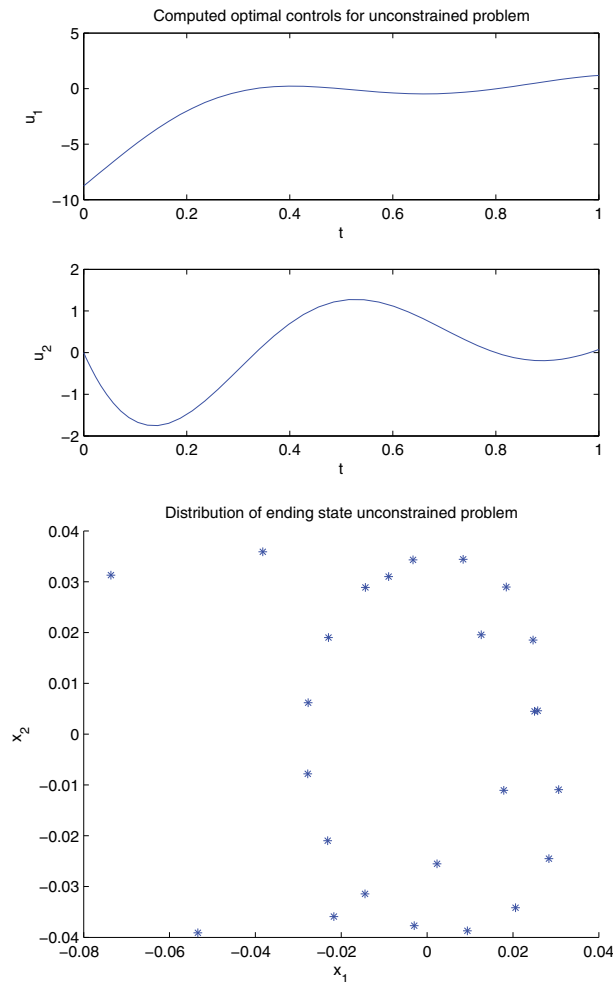 Computed optimal controls for unconstrained problem
5
0
−5
−10
u1
0 0.2 0.4 0.6 0.8 1
t
2
1
0
−1
−2
u2
0 0.2 0.4 0.6 0.8 1
t
Distribution of ending state unconstrained problem
0.04
0.03
0.02
0.01
0
−0.01
−0.02
−0.03
−0.04
x2
−0.08 −0.06 −0.04 −0.02 0 0.02 0.04
x1